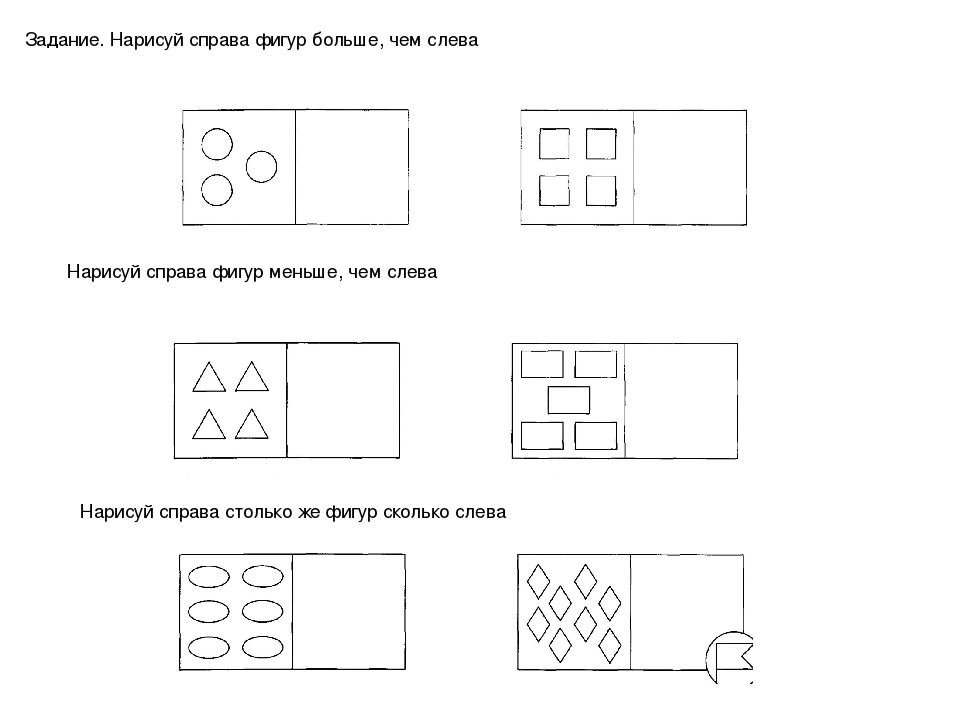 Задание. Нарисуй справа фигур больше, чем слева
Нарисуй справа фигур меньше, чем слева
Нарисуй справа столько же фигур сколько слева